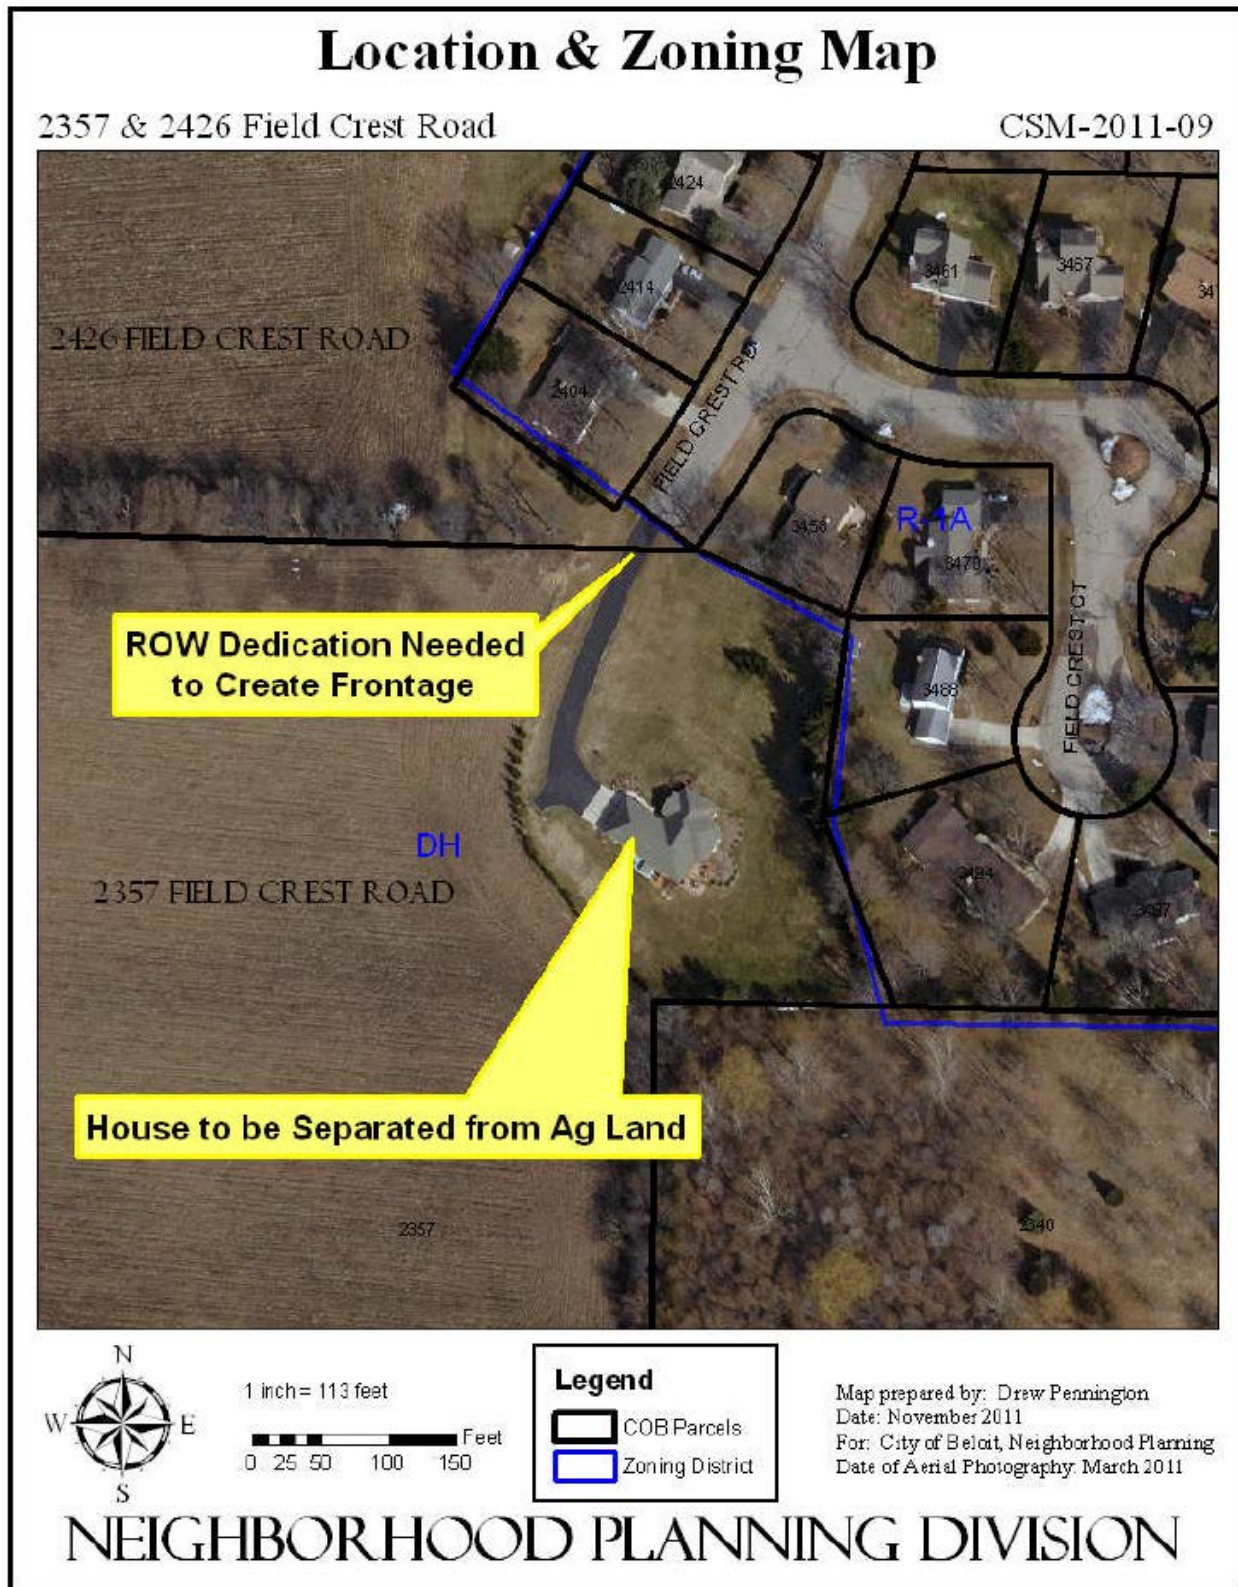 Location & Zoning Map
2357 & 2426 Field Crest Road
CSM-2011-09
2424
3461
3467
2414
2426 FIELD CREST ROAD
2404
FIELD CREST RD
3458
R-1A
3479
ROW Dedication Needed
to Create Frontage
FIELD CREST CT
3488
DH
2357 FIELD CREST ROAD
3494
3497
House to be Separated from Ag Land
2357
2340
N
W
E
S
1 inch = 113 feet
Feet
0 25 50 100 150
Legend
COB Parcels
Zoning District
Map prepared by: Drew Pennington
Date: November 2011
For: City of Beloit, Neighborhood Planning
Date of Aerial Photography: March 2011
NEIGHBORHOOD PLANNING DIVISION